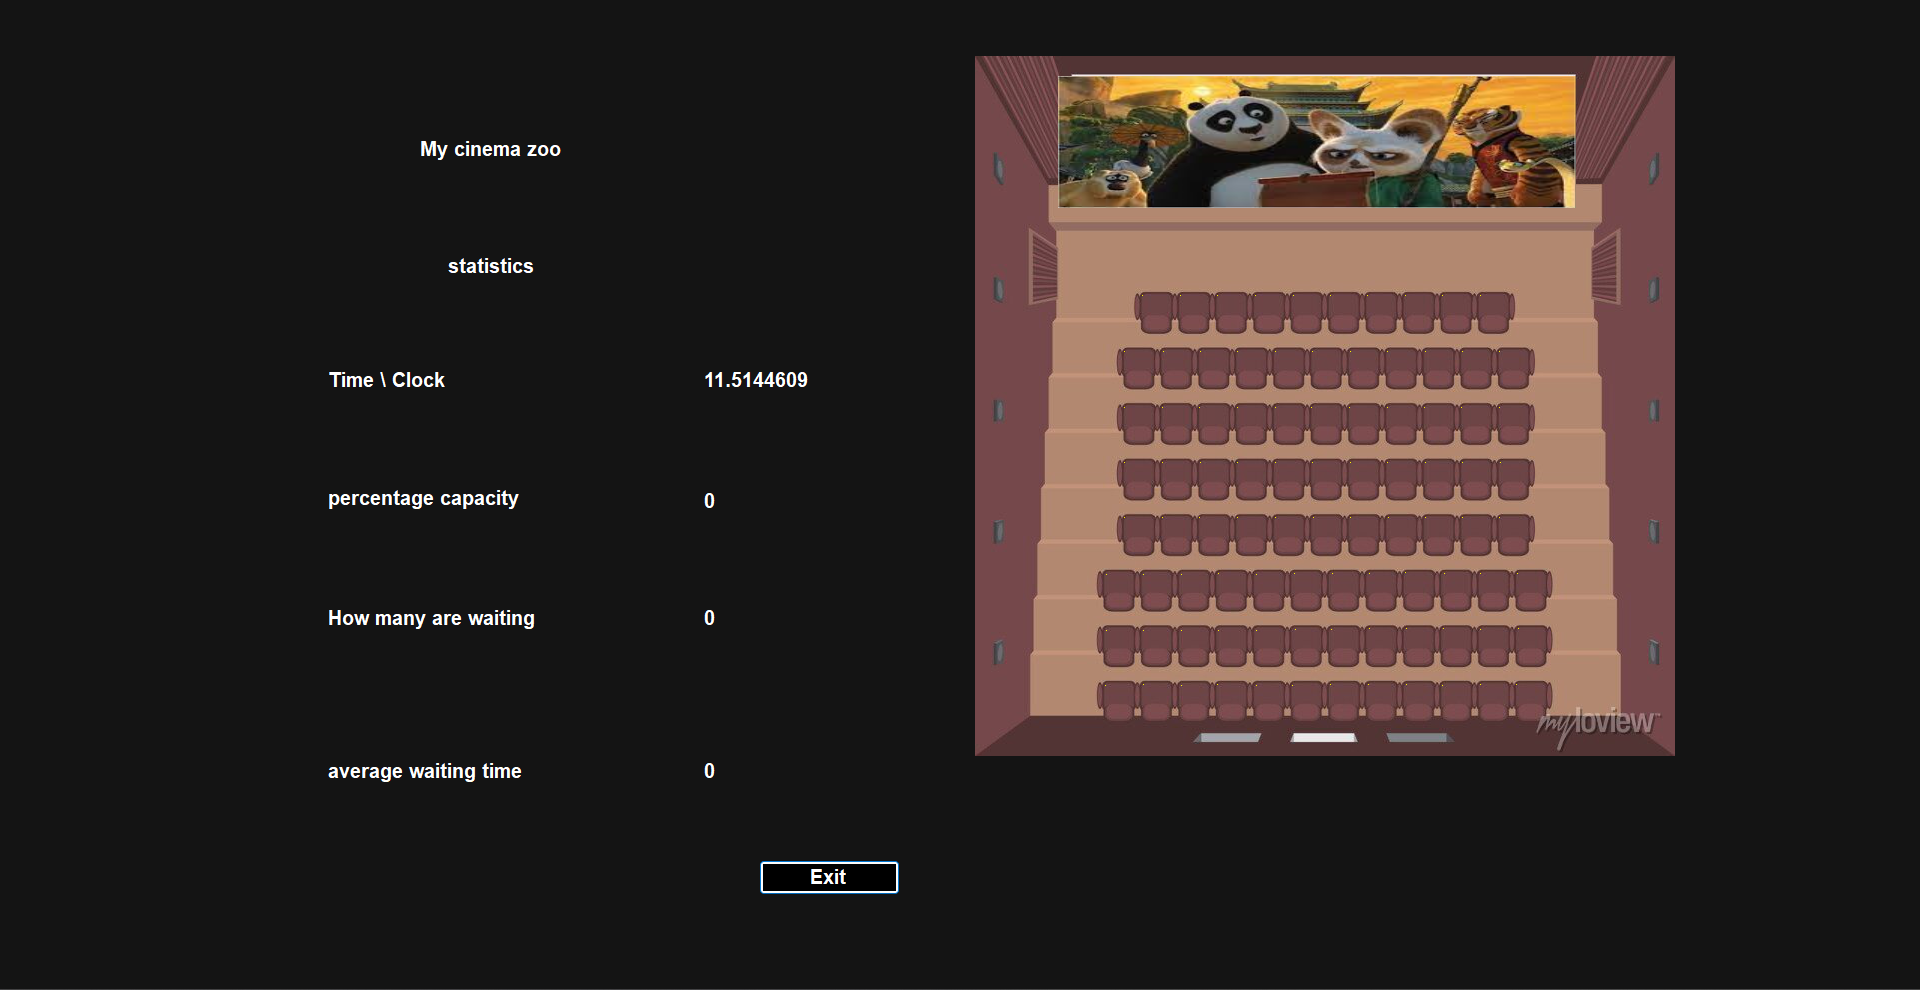 My cinema zoo
statistics
Time \ Clock
11.5144609
percentage capacity
0
How many are waiting
0
average waiting time
0
Exit
myloview